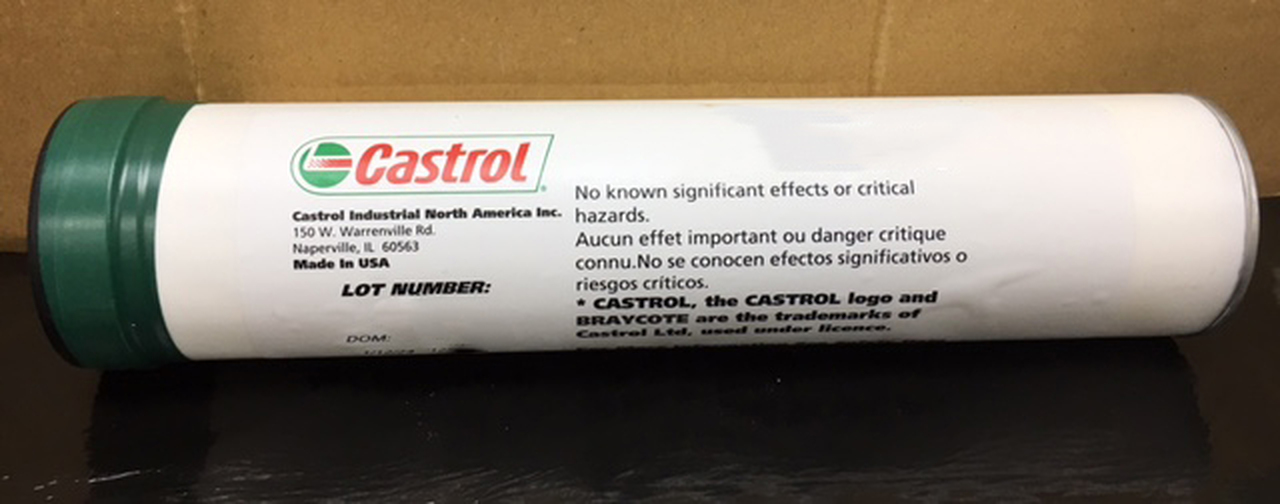 Castrol
Castrol Industrial North America Inc.
150 W. Warrenville Rd.
Naperville, IL 60563
Made In USA
LOT NUMBER:
DOM:
No known significant effects or critical
hazards.
Aucun effet important ou danger critique
connu.No se conocen efectos significativos o
riesgos críticos.
* CASTROL, the CASTROL logo and
BRAYCOTE are the trademarks of
Castrol Ltd, used under licence.